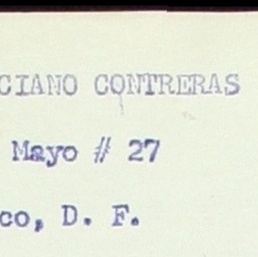 CIANO CONTRERAS
Mayo # 27
co, D. F.